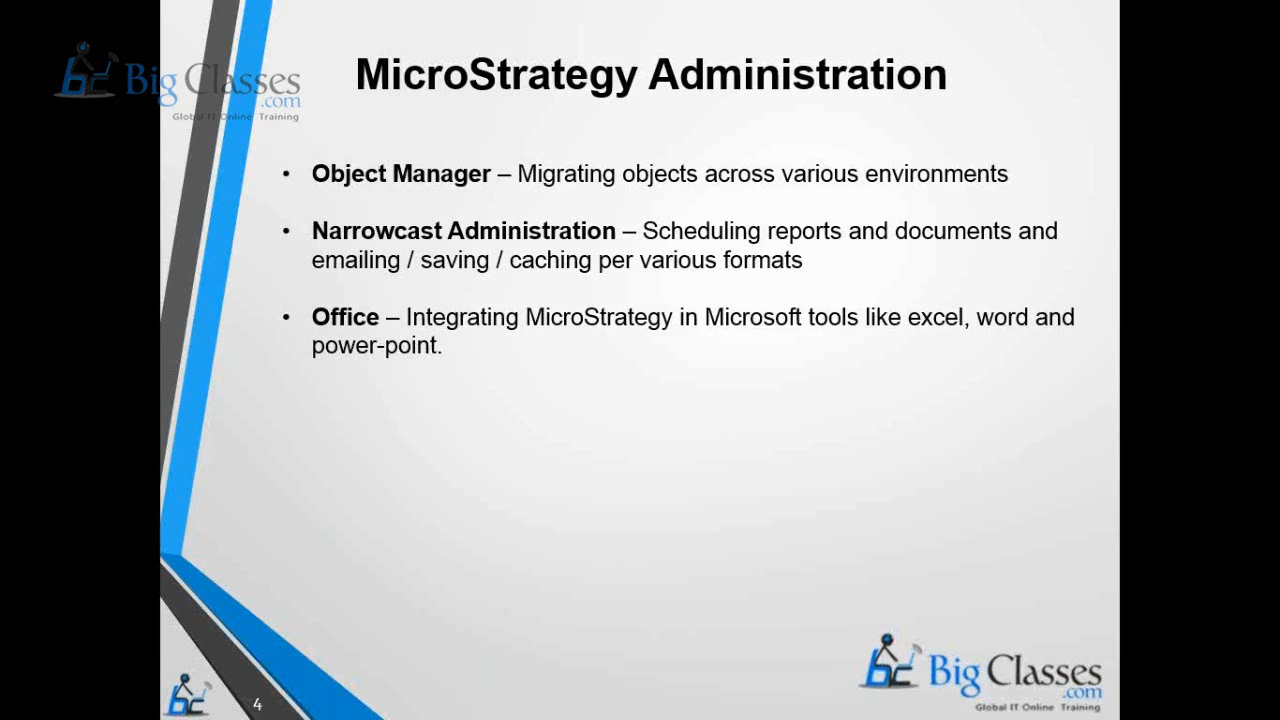 Big Classes
.com
Global IT Online Training
MicroStrategy Administration
• Object Manager – Migrating objects across various environments
• Narrowcast Administration – Scheduling reports and documents and
emailing / saving / caching per various formats
• Office – Integrating MicroStrategy in Microsoft tools like excel, word and
power-point.
bc
4
bc Big Classes
.com
Global IT Online Training